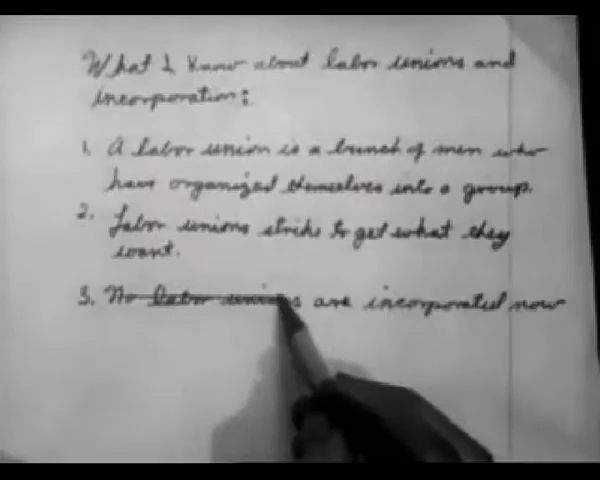 What I know about labor unions and
incorporation:
1. A labor union is a bunch of men who
have organized themselves into a group.
2. Labor unions strike to get what they
want.
3. No labor unions are incorporated now